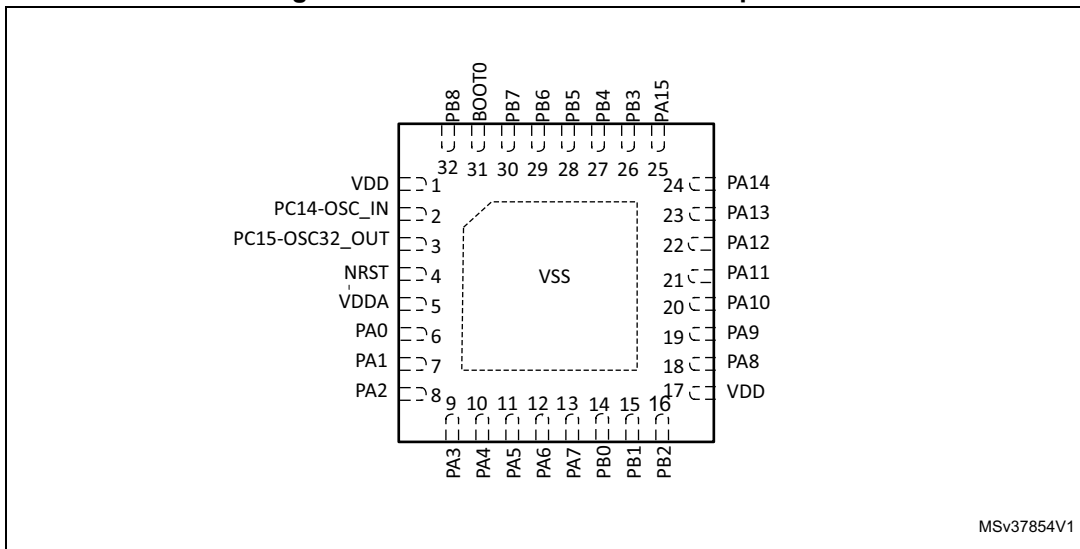 PB8
BOOT0
PB7
PB6
PB5
PB4
PB3
PA15
32 31 30 29 28 27 26 25
VDD 1
PC14-OSC_IN 2
PC15-OSC32_OUT 3
NRST 4
VDDA 5
PA0 6
PA1 7
PA2 8
VSS
24 PA14
23 PA13
22 PA12
21 PA11
20 PA10
19 PA9
18 PA8
17 VDD
9 10 11 12 13 14 15 16
PA3
PA4
PA5
PA6
PA7
PB0
PB1
PB2
MSv37854V1